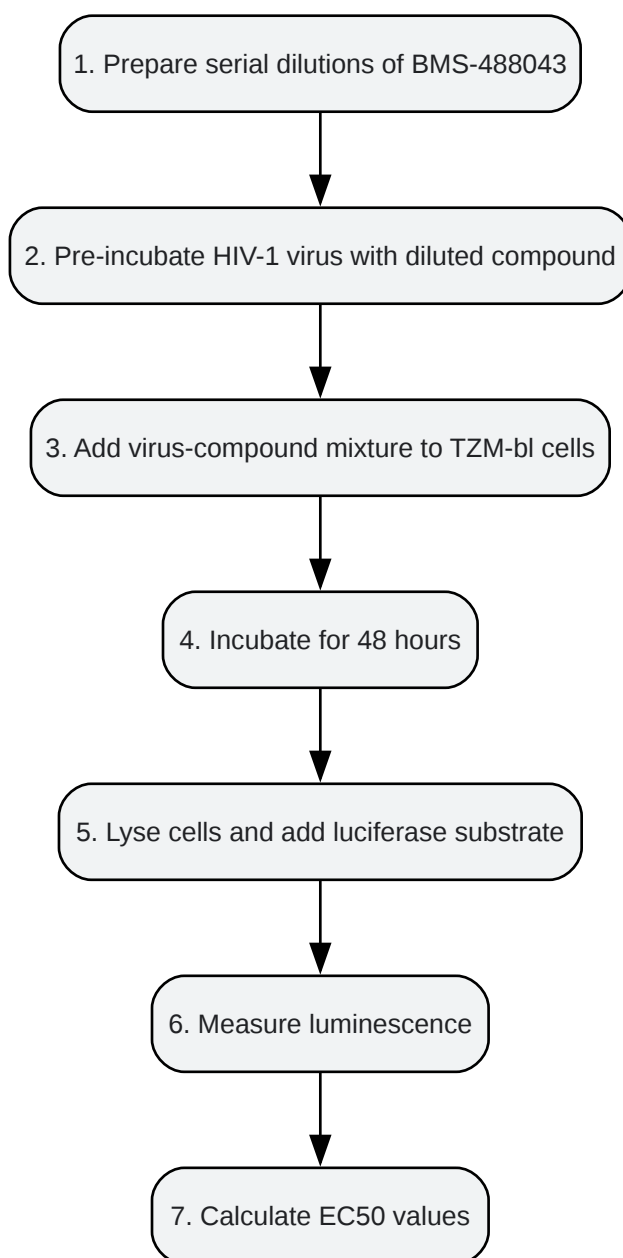 1. Prepare serial dilutions of BMS-488043
2. Pre-incubate HIV-1 virus with diluted compound
3. Add virus-compound mixture to TZM-bl cells
4. Incubate for 48 hours
5. Lyse cells and add luciferase substrate
6. Measure luminescence
7. Calculate EC50 values